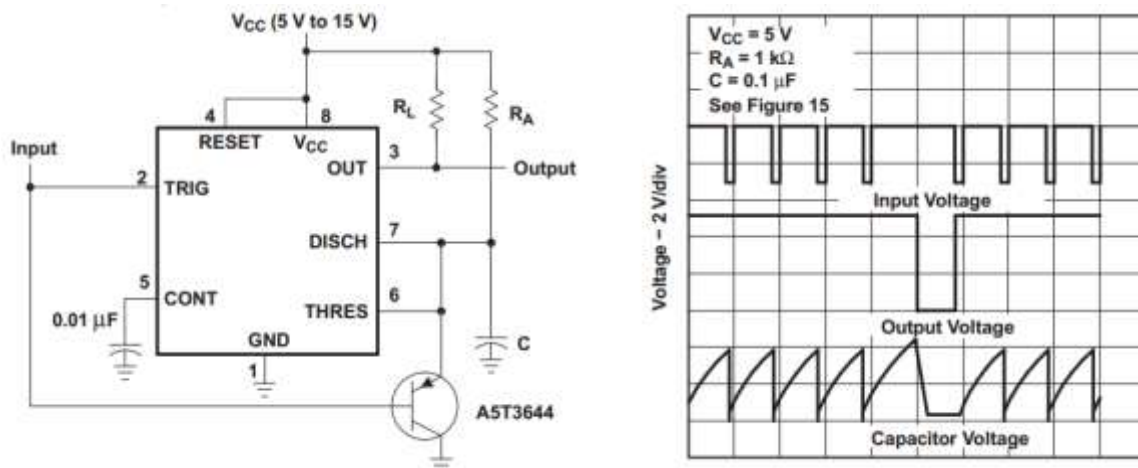 V_CC (5 V to 15 V)
4
8
RESET
V_CC
R_L
R_A
Input
3
OUT
Output
2
TRIG
7
DISCH
5
CONT
6
THRES
0.01 μF
GND
C
1
A5T3644
V_CC = 5 V
R_A = 1 kΩ
C = 0.1 μF
See Figure 15
Voltage – 2 V/div
Input Voltage
Output Voltage
Capacitor Voltage